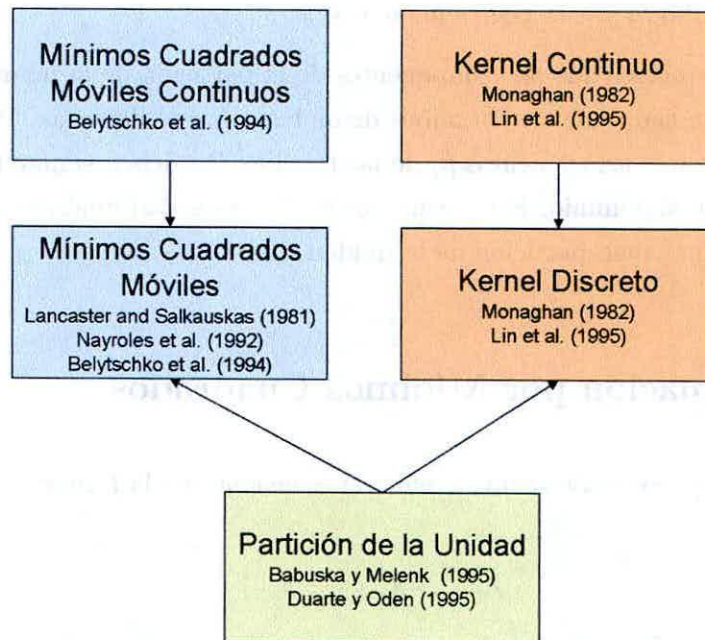 Mínimos Cuadrados
Móviles Continuos
Belytschko et al. (1994)
Kernel Continuo
Monaghan (1982)
Lin et al. (1995)
Mínimos Cuadrados
Móviles
Lancaster and Salkauskas (1981)
Nayroles et al. (1992)
Belytschko et al. (1994)
Kernel Discreto
Monaghan (1982)
Lin et al. (1995)
Partición de la Unidad
Babuska y Melenk (1995)
Duarte y Oden (1995)